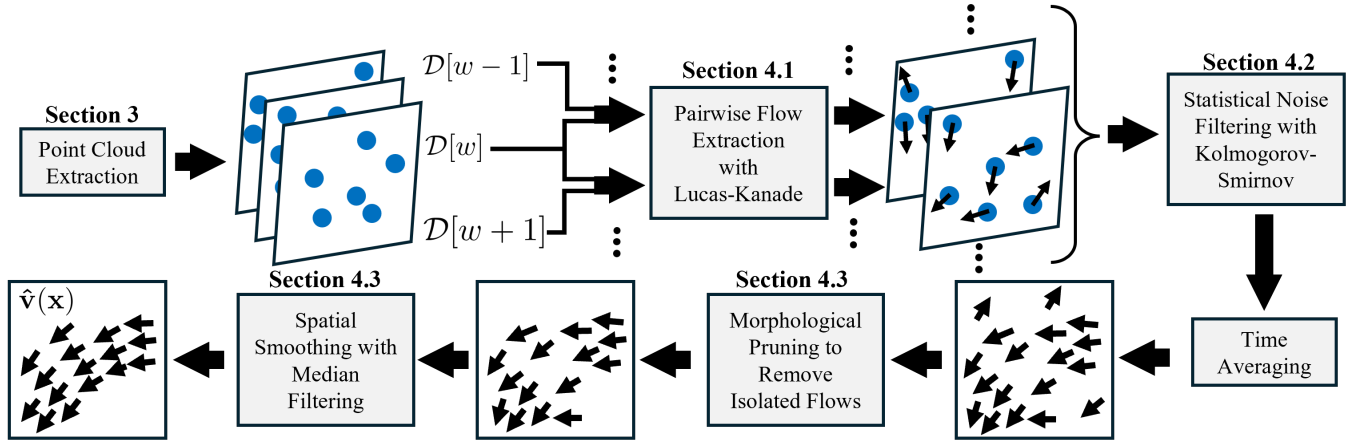 Section 3
Point Cloud
Extraction
𝒟[w − 1]
𝒟[w]
𝒟[w + 1]
Section 4.1
Pairwise Flow
Extraction
with
Lucas-Kanade
Section 4.2
Statistical Noise
Filtering with
Kolmogorov-
Smirnov
Time
Averaging
Section 4.3
Morphological
Pruning to
Remove
Isolated Flows
Section 4.3
Spatial
Smoothing with
Median
Filtering
v̂(x)